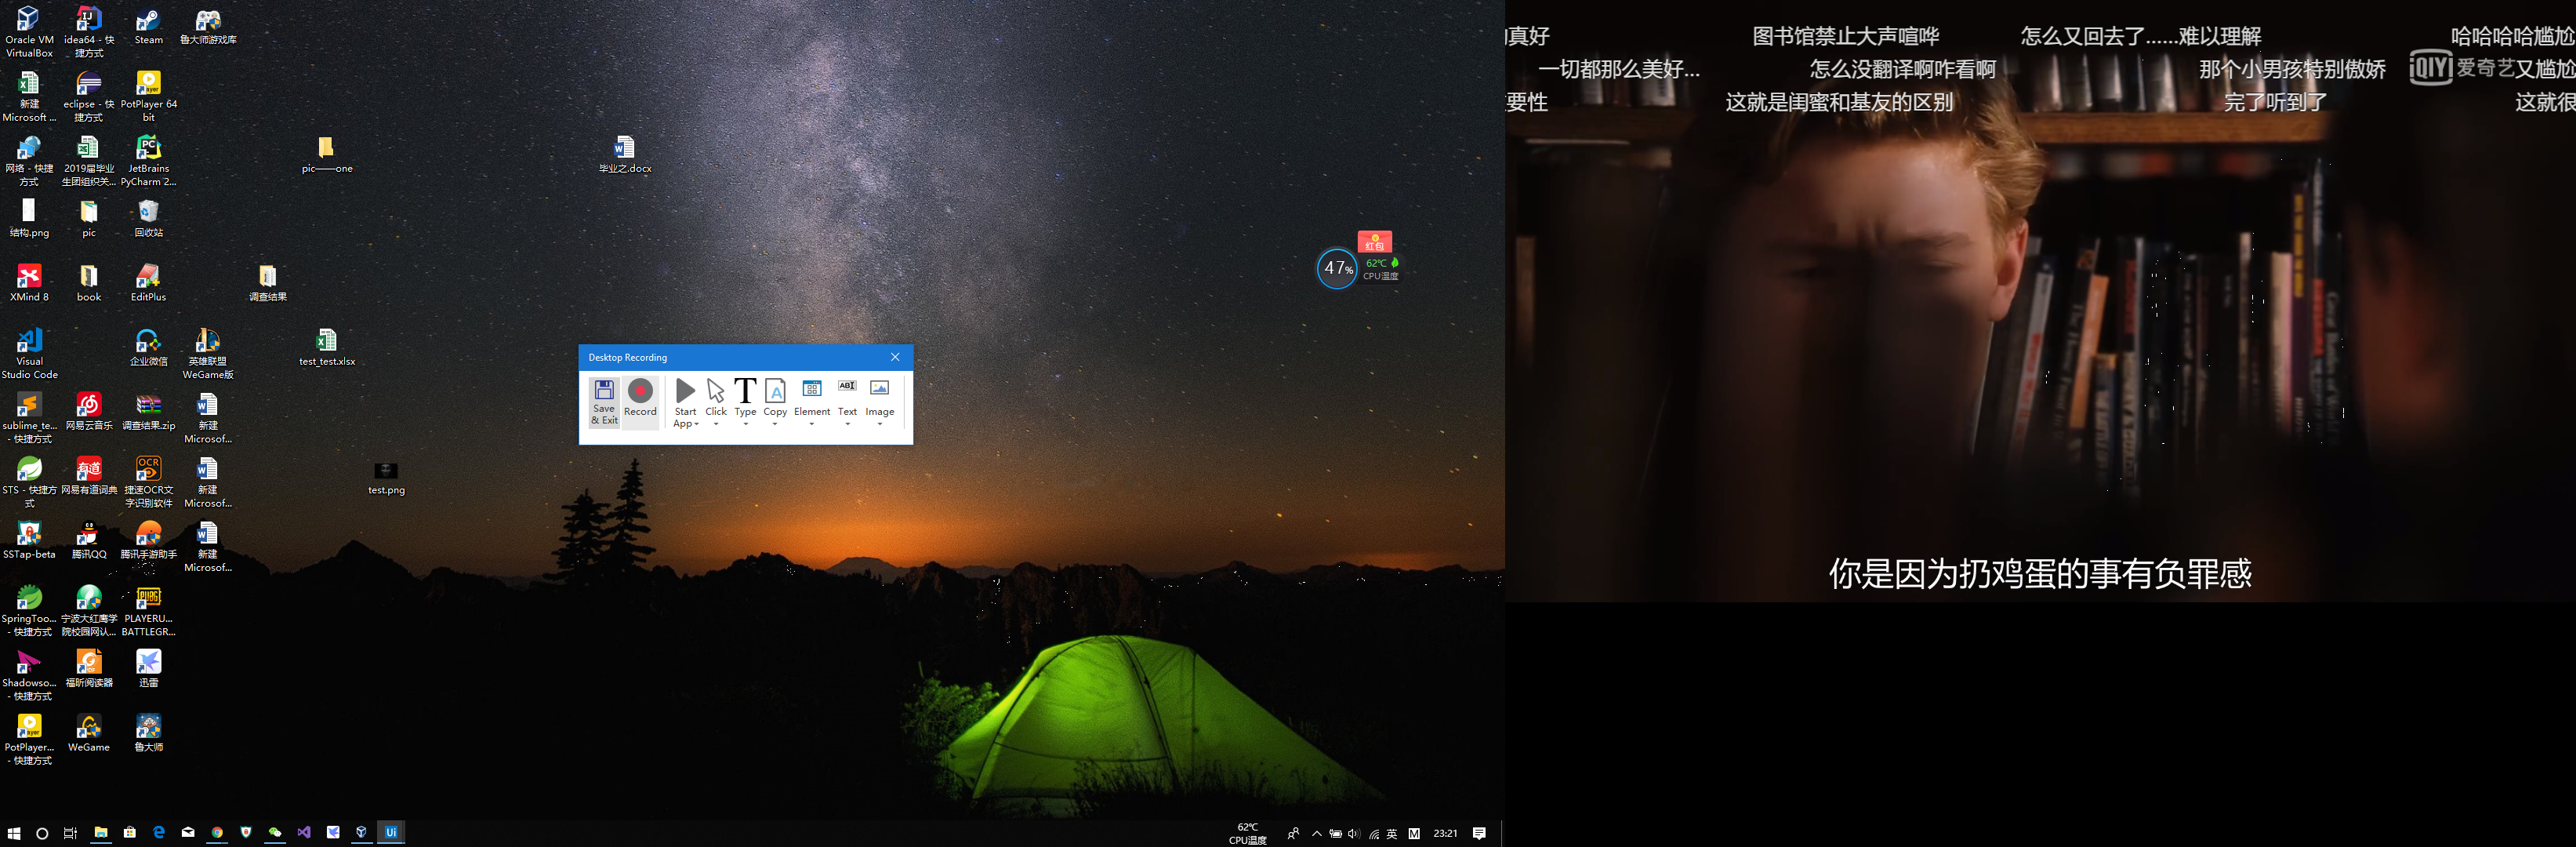 Oracle VM
VirtualBox
idea64 - 快
捷方式
Steam
鲁大师游戏库
新建
Microsoft ...
eclipse - 快
捷方式
PotPlayer 64
bit
网络 - 快捷
方式
2019届毕业
生团组织关...
JetBrains
PyCharm 2...
pic——one
毕业之.docx
结构.png
pic
回收站
XMind 8
book
EditPlus
调查结果
Visual
Studio Code
企业微信
英雄联盟
WeGame版
test_test.xlsx
sublime_te...
- 快捷方式
网易云音乐
调查结果.zip
新建
Microsof...
STS - 快捷方
式
网易有道词典
捷速OCR文
字识别软件
新建
Microsof...
test.png
SSTap-beta
腾讯QQ
腾讯手游助手
新建
Microsof...
SpringToo...
- 快捷方式
宁波大红鹰学
院校园网认...
PLAYERU...
BATTLEGR...
Shadowso...
- 快捷方式
福昕阅读器
迅雷
PotPlayer...
- 快捷方式
WeGame
鲁大师
Desktop Recording
Save
& Exit
Record
Start
App
Click
Type
Copy
Element
Text
Image
红包
47%
62℃
CPU温度
62℃
CPU温度
英
23:21
真好
图书馆禁止大声喧哗
怎么又回去了......难以理解
哈哈哈哈尴尬
一切都那么美好...
怎么没翻译啊咋看啊
那个小男孩特别傲娇
QIY 爱奇艺
又尴尬
要性
这就是闺蜜和基友的区别
完了听到了
这就很
你是因为扔鸡蛋的事有负罪感